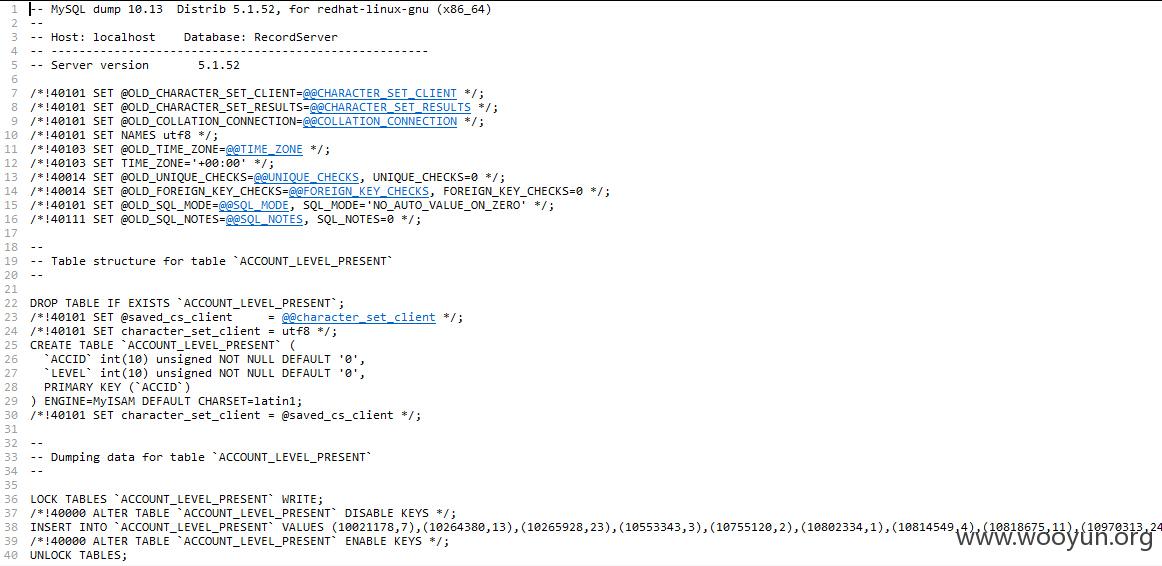 1 -- MySQL dump 10.13  Distrib 5.1.52, for redhat-linux-gnu (x86_64)
2 --
3 -- Host: localhost    Database: RecordServer
4 -- ------------------------------------------------------
5 -- Server version       5.1.52
6
7 /*!40101 SET @OLD_CHARACTER_SET_CLIENT=@@CHARACTER_SET_CLIENT */;
8 /*!40101 SET @OLD_CHARACTER_SET_RESULTS=@@CHARACTER_SET_RESULTS */;
9 /*!40101 SET @OLD_COLLATION_CONNECTION=@@COLLATION_CONNECTION */;
10 /*!40101 SET NAMES utf8 */;
11 /*!40103 SET @OLD_TIME_ZONE=@@TIME_ZONE */;
12 /*!40103 SET TIME_ZONE='+00:00' */;
13 /*!40014 SET @OLD_UNIQUE_CHECKS=@@UNIQUE_CHECKS, UNIQUE_CHECKS=0 */;
14 /*!40014 SET @OLD_FOREIGN_KEY_CHECKS=@@FOREIGN_KEY_CHECKS, FOREIGN_KEY_CHECKS=0 */;
15 /*!40101 SET @OLD_SQL_MODE=@@SQL_MODE, SQL_MODE='NO_AUTO_VALUE_ON_ZERO' */;
16 /*!40111 SET @OLD_SQL_NOTES=@@SQL_NOTES, SQL_NOTES=0 */;
17
18 --
19 -- Table structure for table `ACCOUNT_LEVEL_PRESENT`
20 --
21
22 DROP TABLE IF EXISTS `ACCOUNT_LEVEL_PRESENT`;
23 /*!40101 SET @saved_cs_client     = @@character_set_client */;
24 /*!40101 SET character_set_client = utf8 */;
25 CREATE TABLE `ACCOUNT_LEVEL_PRESENT` (
26   `ACCID` int(10) unsigned NOT NULL DEFAULT '0',
27   `LEVEL` int(10) unsigned NOT NULL DEFAULT '0',
28   PRIMARY KEY (`ACCID`)
29 ) ENGINE=MyISAM DEFAULT CHARSET=latin1;
30 /*!40101 SET character_set_client = @saved_cs_client */;
31
32 --
33 -- Dumping data for table `ACCOUNT_LEVEL_PRESENT`
34 --
35
36 LOCK TABLES `ACCOUNT_LEVEL_PRESENT` WRITE;
37 /*!40000 ALTER TABLE `ACCOUNT_LEVEL_PRESENT` DISABLE KEYS */;
38 INSERT INTO `ACCOUNT_LEVEL_PRESENT` VALUES (10021178,7),(10264380,13),(10265928,23),(10553343,3),(10755120,2),(10802334,1),(10814549,4),(10818675,11),(10970313,24
39 /*!40000 ALTER TABLE `ACCOUNT_LEVEL_PRESENT` ENABLE KEYS */;
40 UNLOCK TABLES;
www.wooyun.org